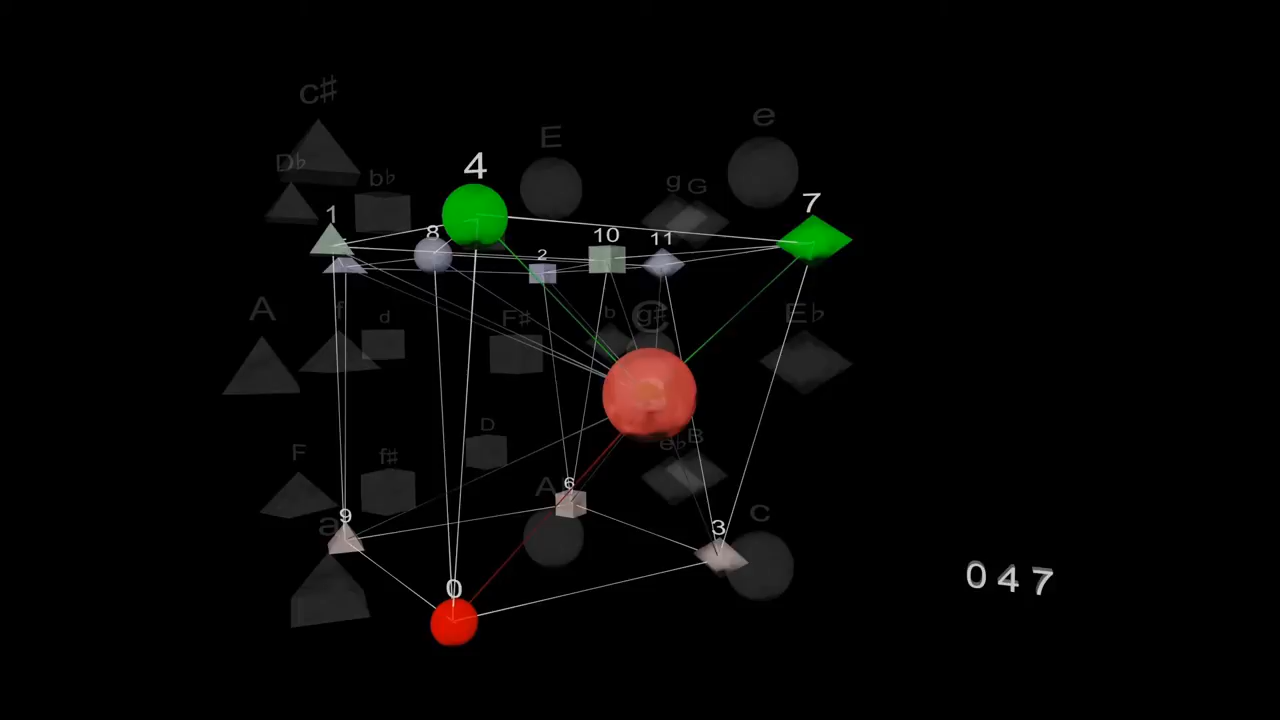 c♯
e
E
D♭
b♭
4
g G
7
1
8
10
11
2
A
f
d
F♯
b
g♯
C
E♭
F
f♯
D
A
6
e♭
B
9
a
3
c
0
0 4 7